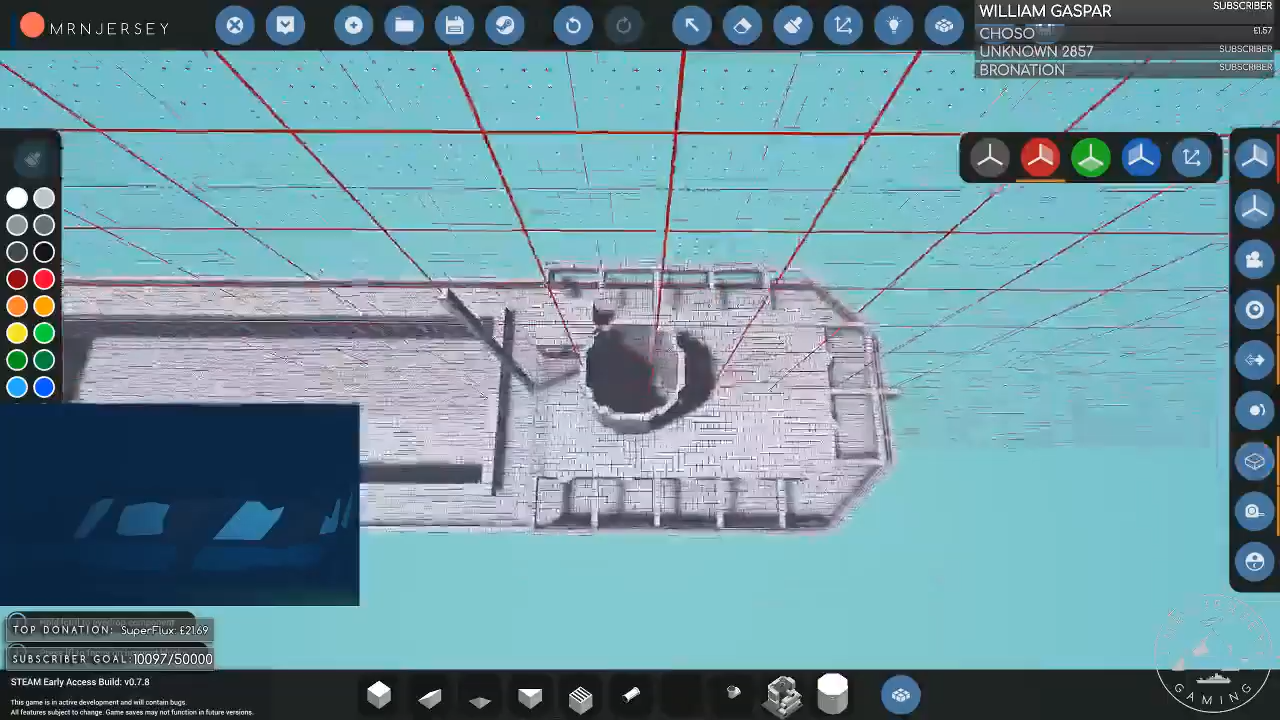 MRNJERSEY
WILLIAM GASPAR SUBSCRIBER
CHOSO £1.57
UNKNOWN 2857 SUBSCRIBER
BRONATION SUBSCRIBER
TOP DONATION: SuperFlux: £21.69
SUBSCRIBER GOAL: 10097/50000
STEAM Early Access Build: v0.7.8
This game is in active development and will contain bugs.
All features subject to change. Game saves may not function in future versions.
GAMING